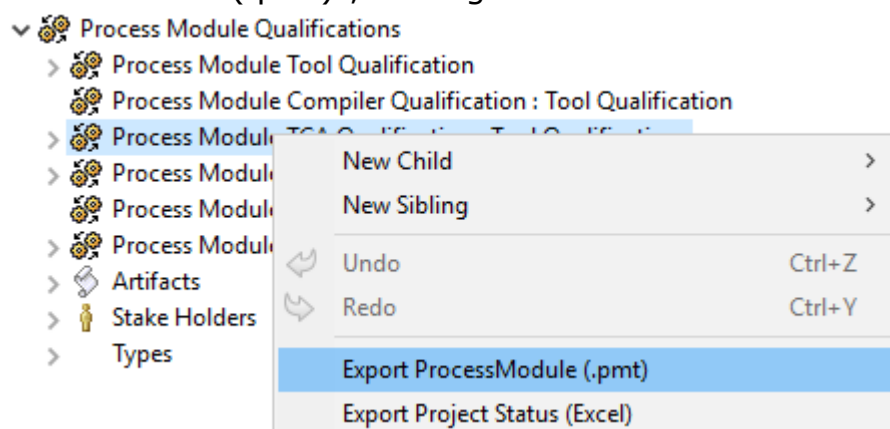 Process Module Qualifications
Process Module Tool Qualification
Process Module Compiler Qualification : Tool Qualification
Process Modul
New Child
Process Modul
New Sibling
Process Modul
Process Modul
Undo Ctrl+Z
Artifacts
Redo Ctrl+Y
Stake Holders
Types
Export ProcessModule (.pmt)
Export Project Status (Excel)